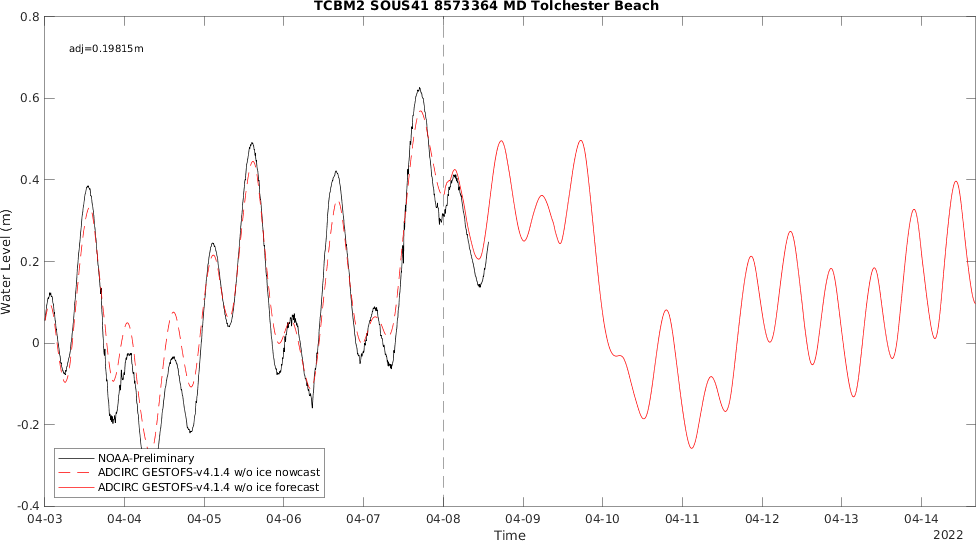 TCBM2 SOUS41 8573364 MD Tolchester Beach
adj=0.19815m
Water Level (m)
0.8
0.6
0.4
0.2
0
-0.2
-0.4
NOAA-Preliminary
ADCIRC GESTOFS-v4.1.4 w/o ice nowcast
ADCIRC GESTOFS-v4.1.4 w/o ice forecast
04-03 04-04 04-05 04-06 04-07 04-08 04-09 04-10 04-11 04-12 04-13 04-14
Time
2022